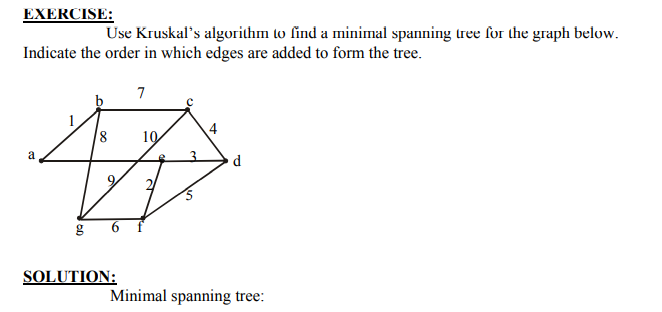 EXERCISE:
Use Kruskal's algorithm to find a minimal spanning tree for the graph below.
Indicate the order in which edges are added to form the tree.
7
b
c
1
4
8
10
a
e
3
d
9
2
5
g
6
f
SOLUTION:
Minimal spanning tree: